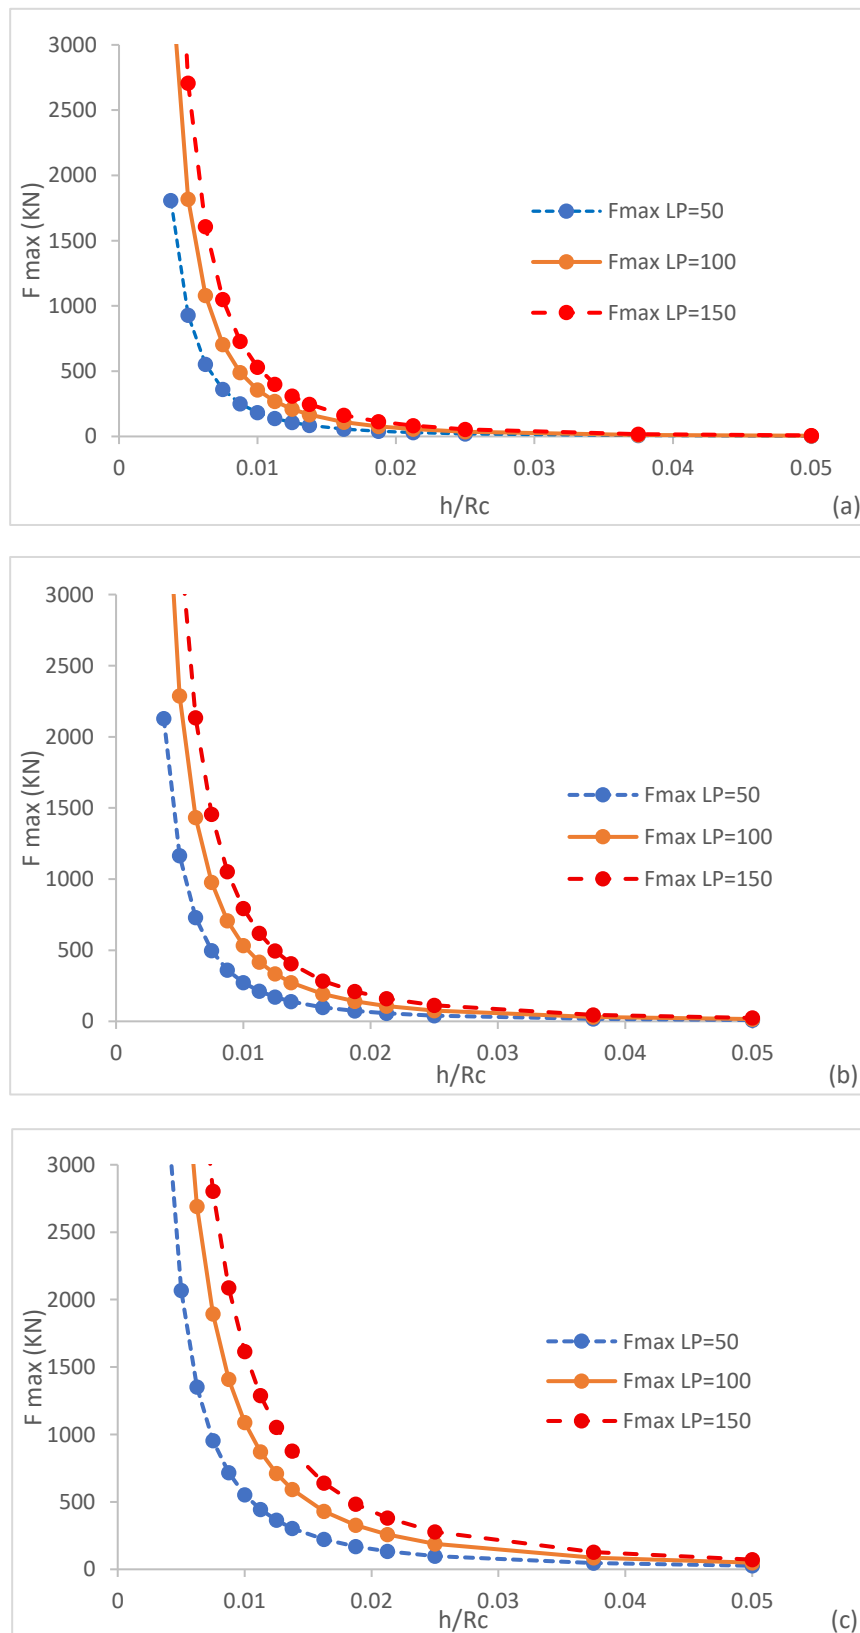 3000
2500
2000
1500
1000
500
0
F max (KN)
Fmax LP=50
Fmax LP=100
Fmax LP=150
0 0.01 0.02 0.03 0.04 0.05
h/Rc
(a)
3000
2500
2000
1500
1000
500
0
F max (KN)
Fmax LP=50
Fmax LP=100
Fmax LP=150
0 0.01 0.02 0.03 0.04 0.05
h/Rc
(b)
3000
2500
2000
1500
1000
500
0
F max (KN)
Fmax LP=50
Fmax LP=100
Fmax LP=150
0 0.01 0.02 0.03 0.04 0.05
h/Rc
(c)